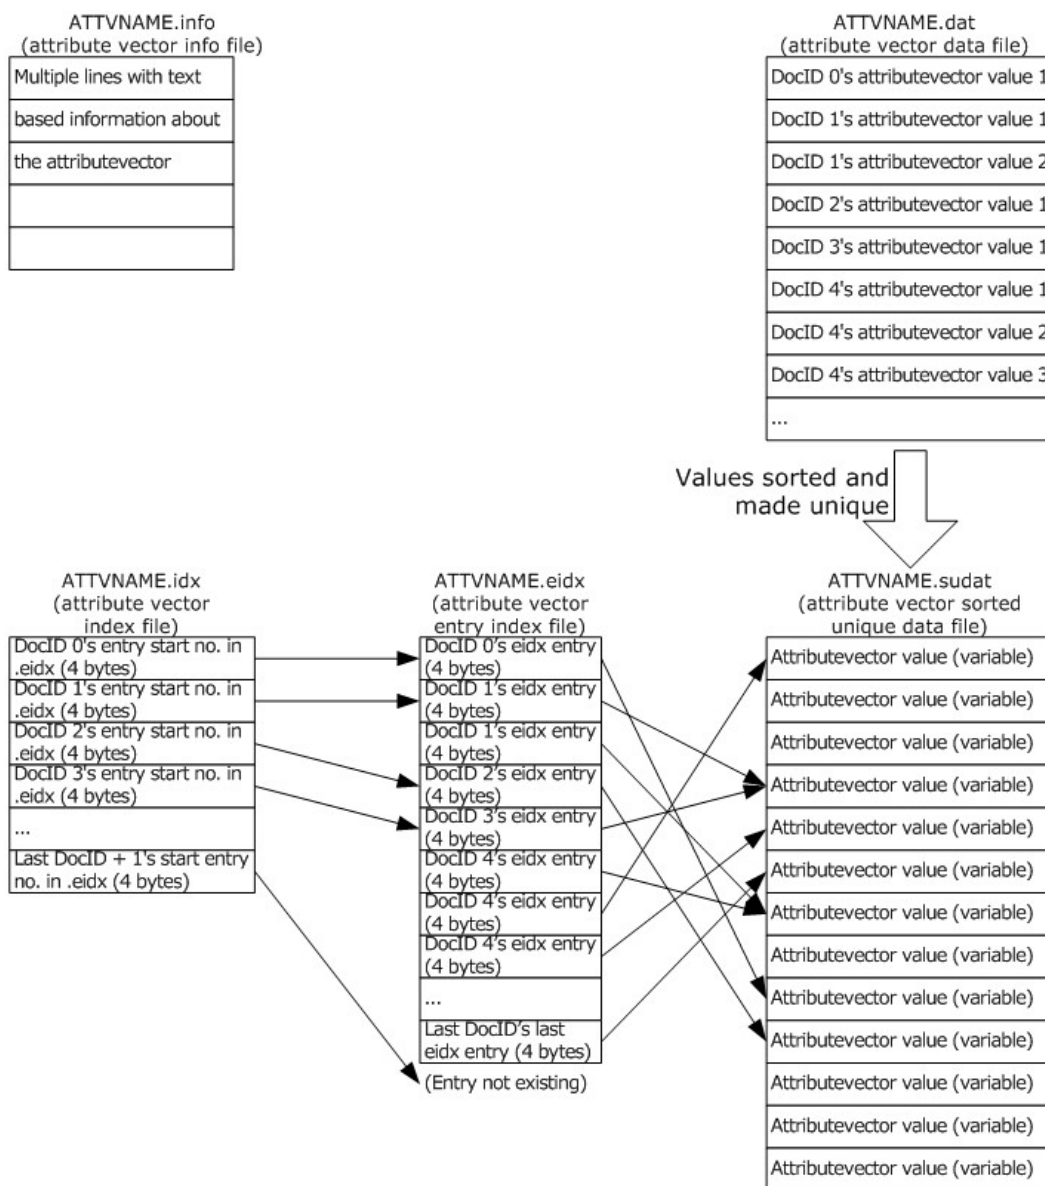 ATTVNAME.info
(attribute vector info file)
Multiple lines with text
based information about
the attributevector
ATTVNAME.dat
(attribute vector data file)
DocID 0's attributevector value 1
DocID 1's attributevector value 1
DocID 1's attributevector value 2
DocID 2's attributevector value 1
DocID 3's attributevector value 1
DocID 4's attributevector value 1
DocID 4's attributevector value 2
DocID 4's attributevector value 3
...
Values sorted and
made unique
ATTVNAME.idx
(attribute vector
index file)
DocID 0's entry start no. in
.eidx (4 bytes)
DocID 1's entry start no. in
.eidx (4 bytes)
DocID 2's entry start no. in
.eidx (4 bytes)
DocID 3's entry start no. in
.eidx (4 bytes)
...
Last DocID + 1's start entry
no. in .eidx (4 bytes)
ATTVNAME.eidx
(attribute vector
entry index file)
DocID 0's eidx entry
(4 bytes)
DocID 1's eidx entry
(4 bytes)
DocID 1's eidx entry
(4 bytes)
DocID 2's eidx entry
(4 bytes)
DocID 3's eidx entry
(4 bytes)
DocID 4's eidx entry
(4 bytes)
DocID 4's eidx entry
(4 bytes)
DocID 4's eidx entry
(4 bytes)
...
Last DocID's last
eidx entry (4 bytes)
(Entry not existing)
ATTVNAME.sudat
(attribute vector sorted
unique data file)
Attributevector value (variable)
Attributevector value (variable)
Attributevector value (variable)
Attributevector value (variable)
Attributevector value (variable)
Attributevector value (variable)
Attributevector value (variable)
Attributevector value (variable)
Attributevector value (variable)
Attributevector value (variable)
Attributevector value (variable)
Attributevector value (variable)
Attributevector value (variable)